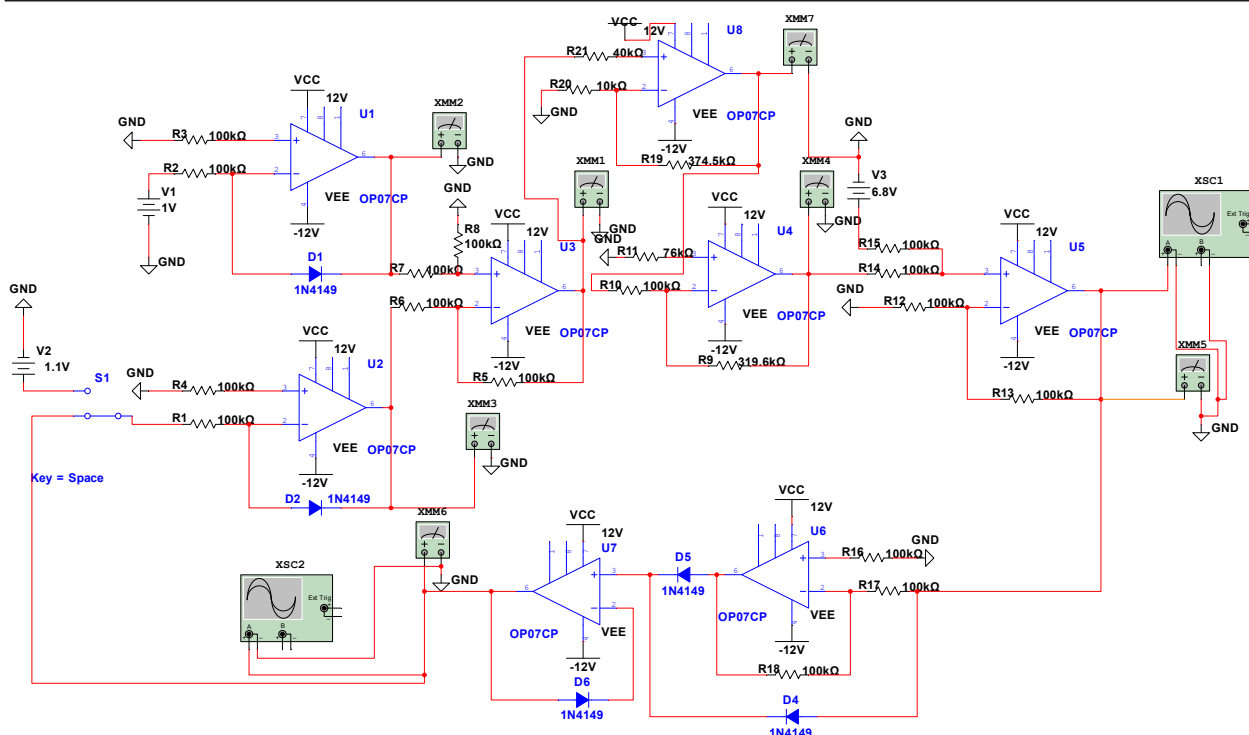 VCC
12V
U8
XMM7
R21
40kΩ
R20
10kΩ
GND
VEE
OP07CP
-12V
R19
374.5kΩ
VCC
12V
U1
XMM2
GND
R3
100kΩ
R2
100kΩ
V1
1V
GND
VEE
OP07CP
-12V
D1
1N4149
GND
GND
R8
100kΩ
R7
100kΩ
R6
100kΩ
VCC
12V
U3
XMM1
GND
VEE
OP07CP
-12V
R5
100kΩ
GND
R11
76kΩ
R10
100kΩ
VCC
12V
U4
XMM4
GND
VEE
OP07CP
-12V
R9
319.6kΩ
GND
V3
6.8V
R15
100kΩ
R14
100kΩ
GND
R12
100kΩ
VCC
12V
U5
VEE
OP07CP
-12V
R13
100kΩ
XSC1
Ext Trig
A
B
XMM5
GND
GND
V2
1.1V
S1
Key = Space
GND
R4
100kΩ
R1
100kΩ
VCC
12V
U2
VEE
OP07CP
-12V
D2
1N4149
XMM3
GND
XMM6
GND
XSC2
Ext Trig
A
B
VCC
12V
U7
OP07CP
VEE
-12V
D6
1N4149
D5
1N4149
VCC
12V
U6
OP07CP
VEE
-12V
R16
100kΩ
GND
R17
100kΩ
R18
100kΩ
D4
1N4149